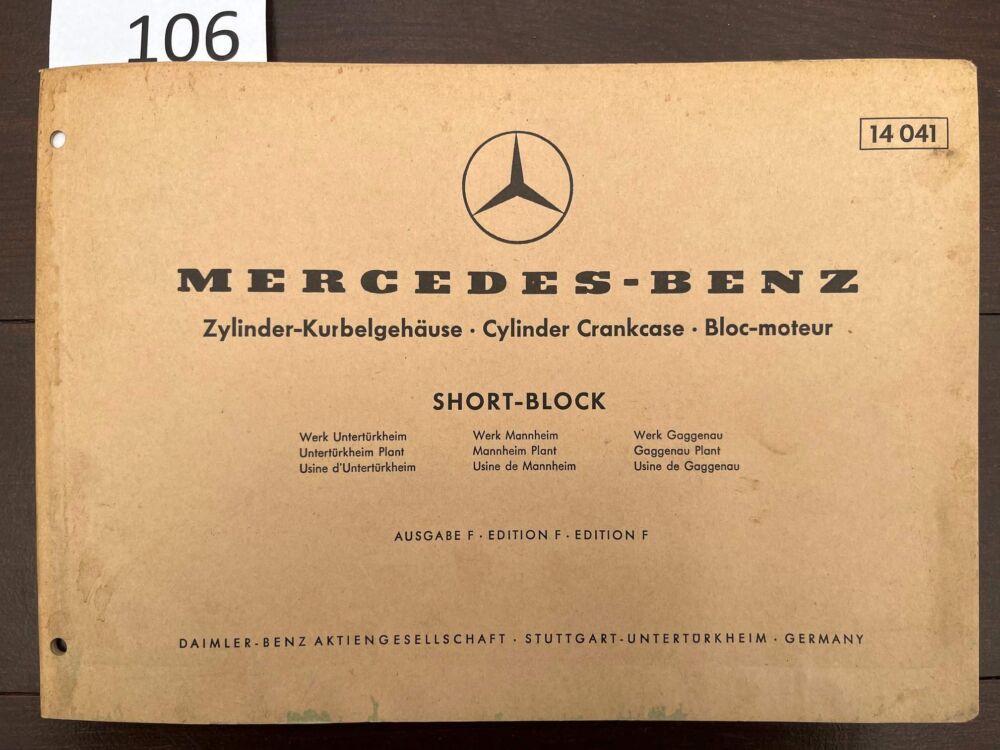 106
14 041
MERCEDES-BENZ
Zylinder-Kurbelgehäuse · Cylinder Crankcase · Bloc-moteur
SHORT-BLOCK
Werk Untertürkheim Werk Mannheim Werk Gaggenau
Untertürkheim Plant Mannheim Plant Gaggenau Plant
Usine d'Untertürkheim Usine de Mannheim Usine de Gaggenau
AUSGABE F · EDITION F · EDITION F
DAIMLER-BENZ AKTIENGESELLSCHAFT · STUTTGART-UNTERTÜRKHEIM · GERMANY